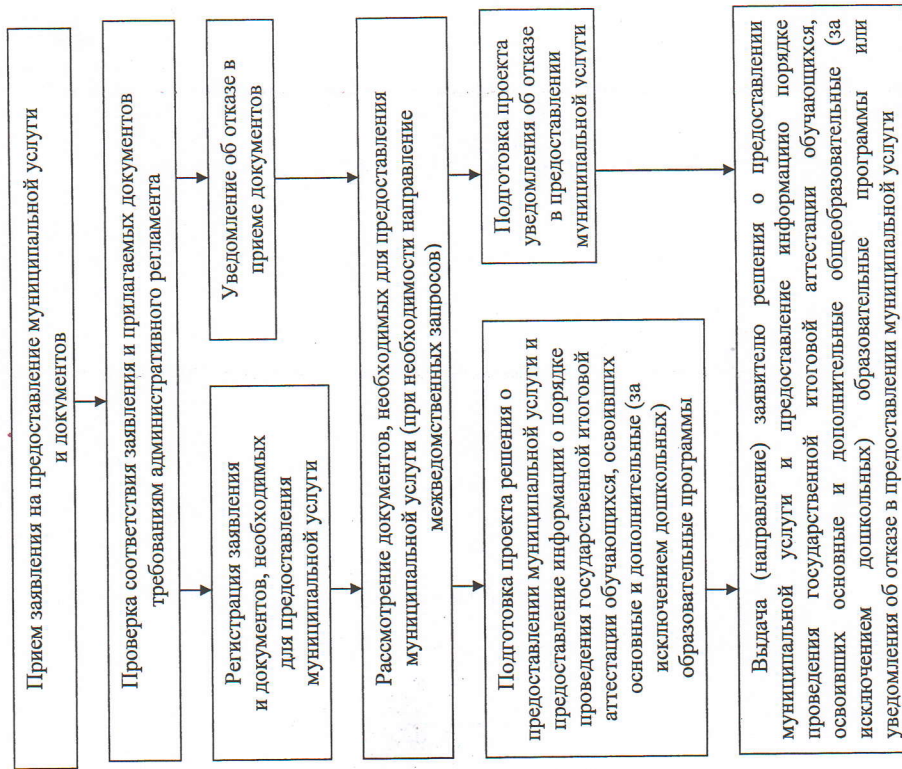 Прием заявления на предоставление муниципальной услуги
и документов
Проверка соответствия заявления и прилагаемых документов
требованиям административного регламента
Регистрация заявления
и документов, необходимых
для предоставления
муниципальной услуги
Уведомление об отказе в
приеме документов
Рассмотрение документов, необходимых для предоставления
муниципальной услуги (при необходимости направление
межведомственных запросов)
Подготовка проекта решения о
предоставлении муниципальной услуги и
предоставление информации о порядке
проведения государственной итоговой
аттестации обучающихся, освоивших
основные и дополнительные (за
исключением дошкольных)
образовательные программы
Подготовка проекта
уведомления об отказе
в предоставлении
муниципальной услуги
Выдача (направление) заявителю решения о предоставлении
муниципальной услуги и предоставление информацию порядке
проведения государственной итоговой аттестации обучающихся,
освоивших основные и дополнительные общеобразовательные (за
исключением дошкольных) образовательные программы или
уведомления об отказе в предоставлении муниципальной услуги